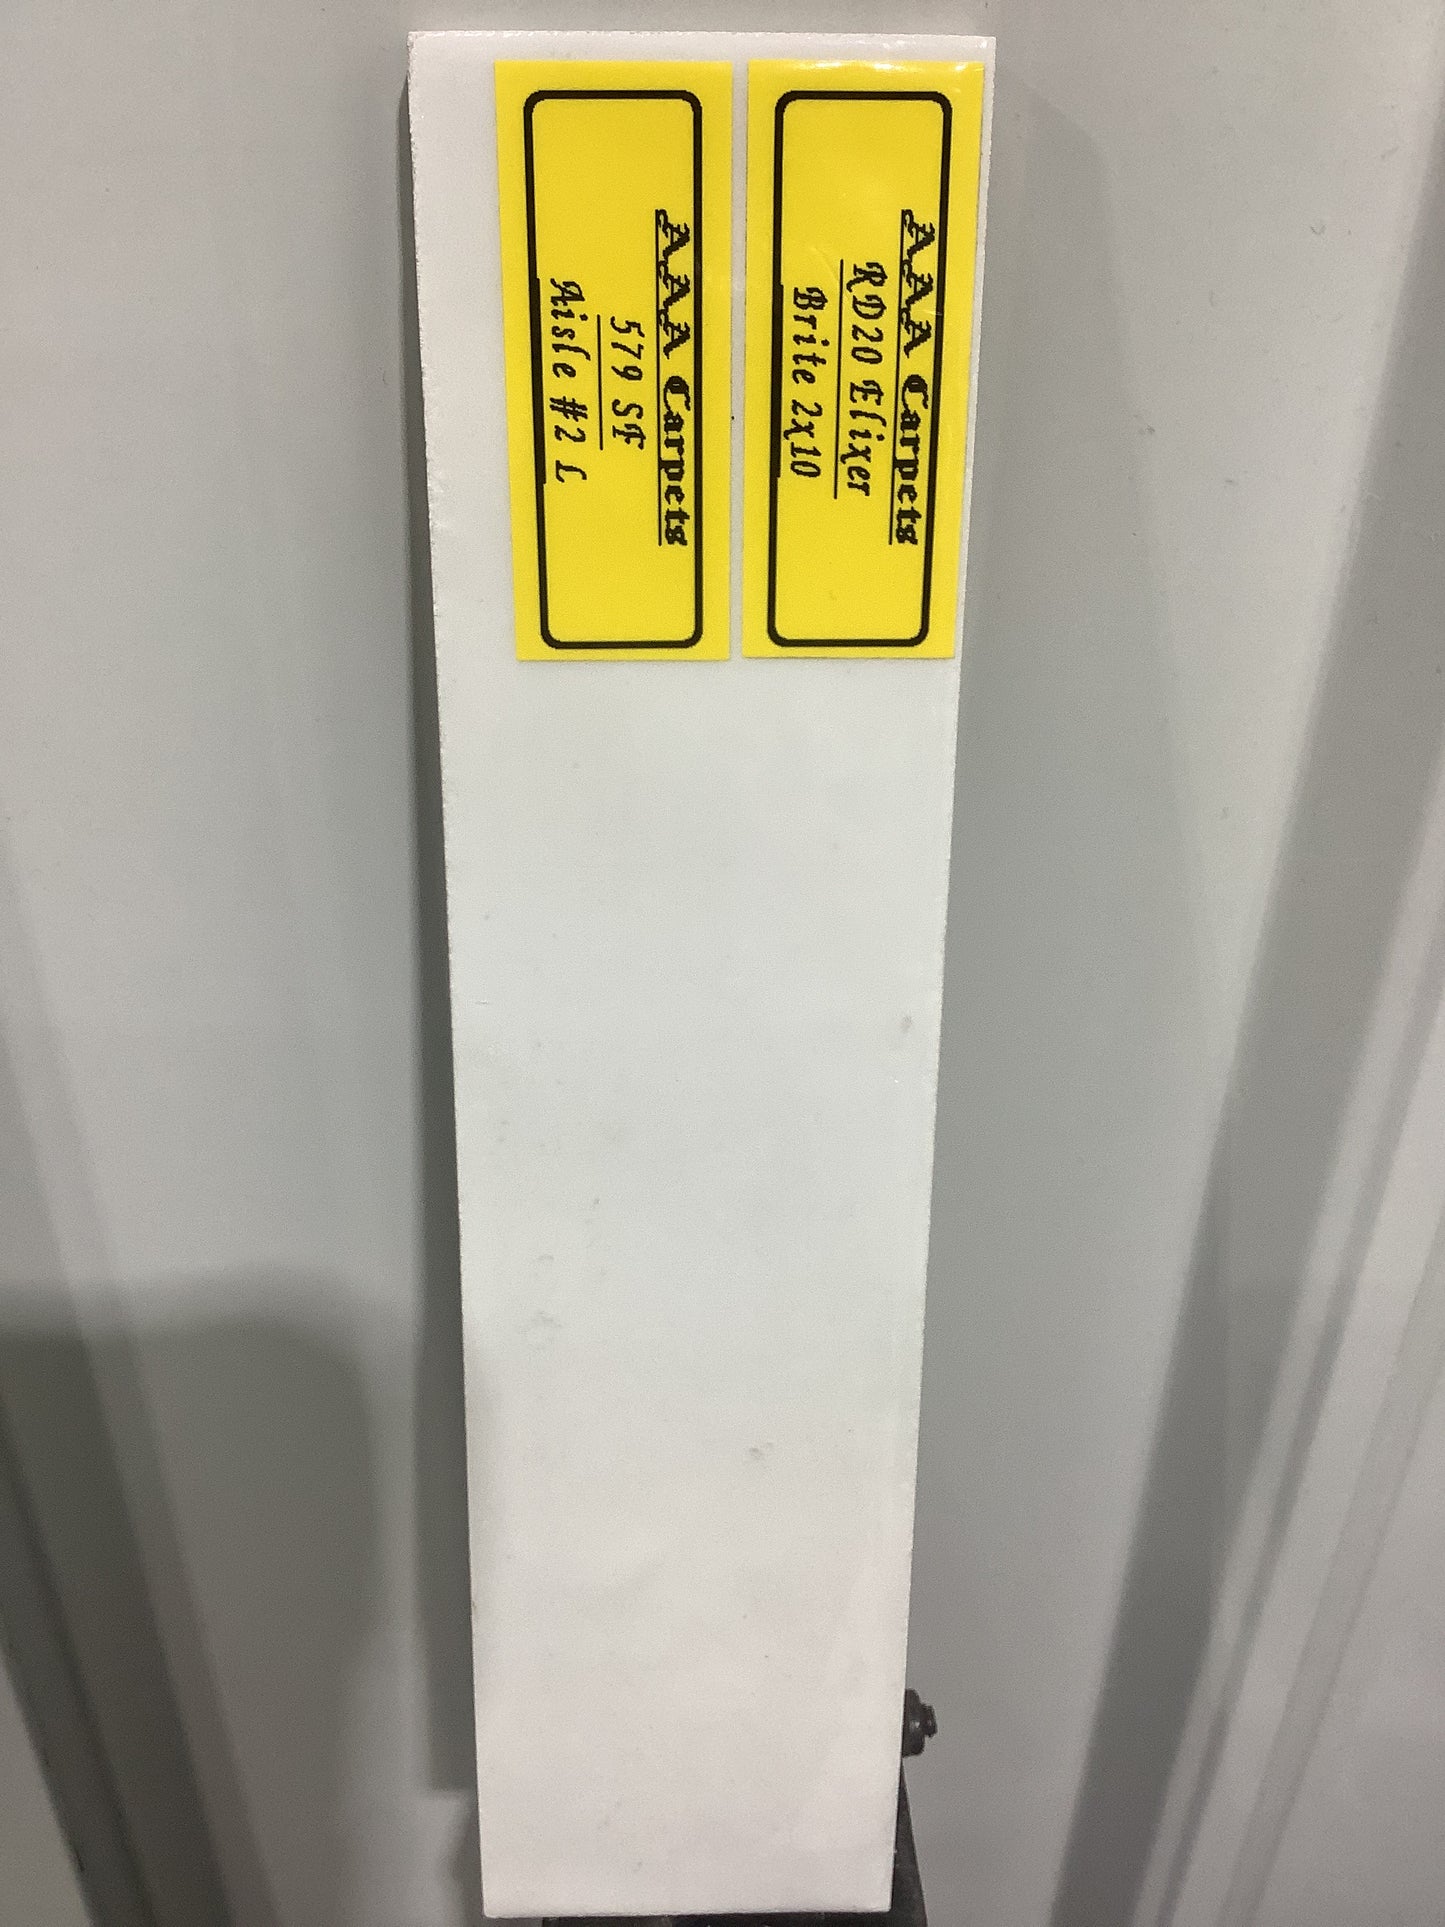 AAA Carpets
RD20 Elixer
Brite 2x10
AAA Carpets
579 SF
Aisle #2 L